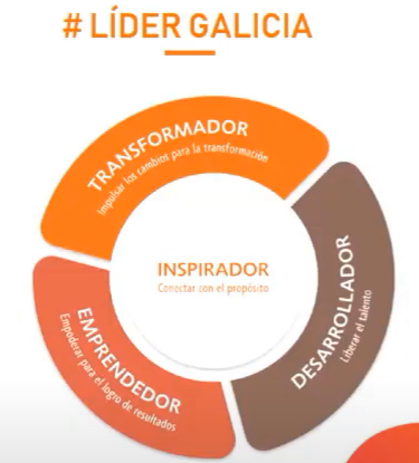 # LÍDER GALICIA
TRANSFORMADOR
Impulsar los cambios para la transformación
INSPIRADOR
Conectar con el propósito
DESARROLLADOR
Liberar el talento
EMPRENDEDOR
Empoderar para el logro de resultados